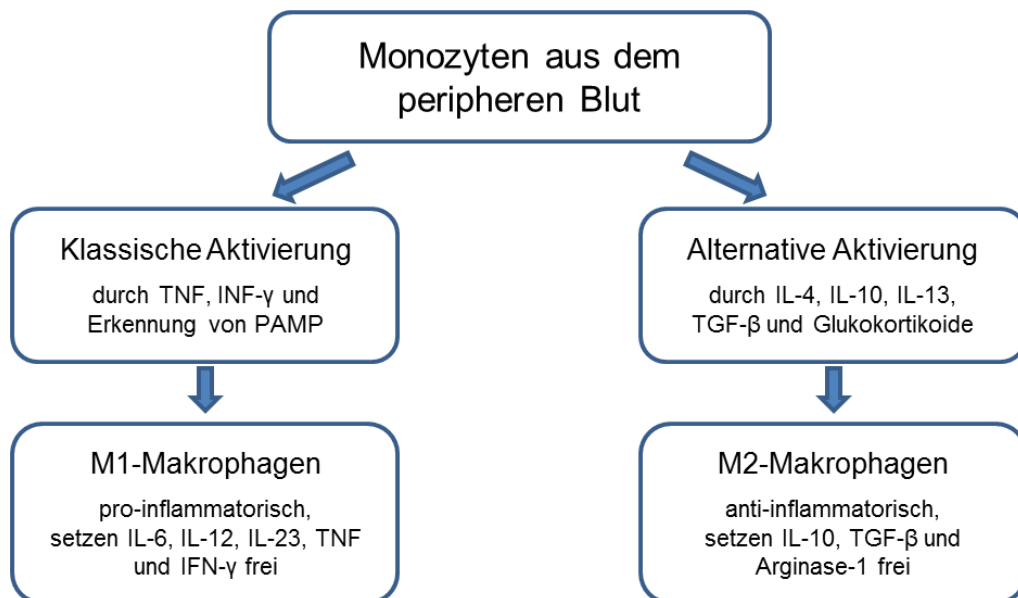 Monozyten aus dem
peripheren Blut
Klassische Aktivierung
durch TNF, INF-γ und
Erkennung von PAMP
Alternative Aktivierung
durch IL-4, IL-10, IL-13,
TGF-β und Glukokortikoide
M1-Makrophagen
pro-inflammatorisch,
setzen IL-6, IL-12, IL-23, TNF
und IFN-γ frei
M2-Makrophagen
anti-inflammatorisch,
setzen IL-10, TGF-β und
Arginase-1 frei